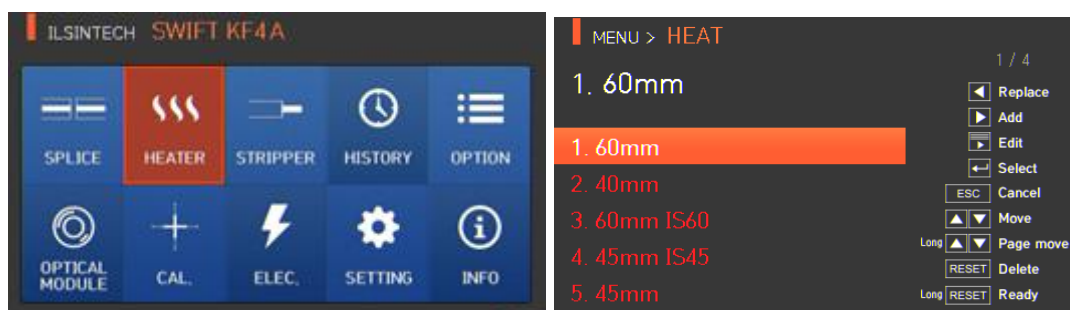 ILSINTECH SWIFT KF4A
SPLICE HEATER STRIPPER HISTORY OPTION
OPTICAL MODULE CAL. ELEC. SETTING INFO
MENU > HEAT
1 / 4
1. 60mm
Replace
Add
1. 60mm
Edit
Select
2. 40mm
ESC Cancel
3. 60mm IS60
Move
Long Page move
4. 45mm IS45
RESET Delete
5. 45mm
Long RESET Ready